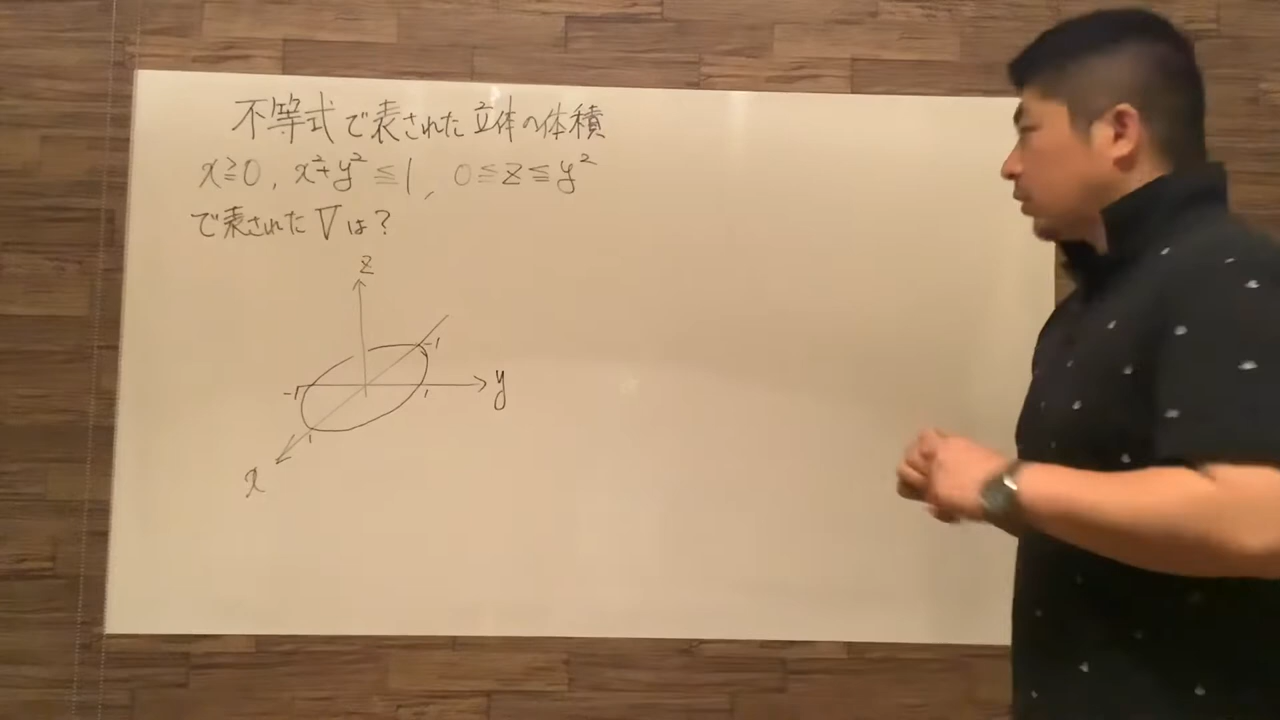 不等式で表された立体の体積
x≧0, x²+y²≦1, 0≦z≦y²
で表されたVは?
z
-1
-1 1 y
1
x